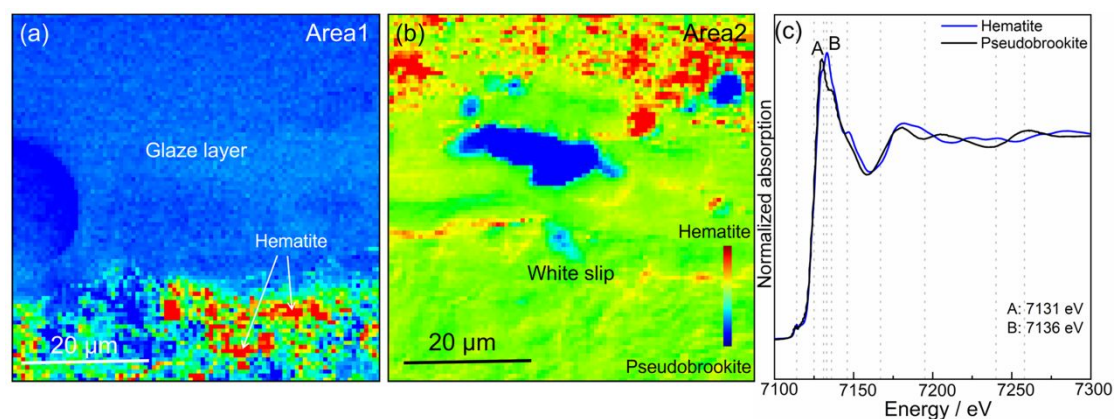 (a)
Area1
Glaze layer
Hematite
20 μm
(b)
Area2
Hematite
White slip
20 μm
Pseudobrookite
(c)
A
B
Hematite
Pseudobrookite
Normalized absorption
A: 7131 eV
B: 7136 eV
7100 7150 7200 7250 7300
Energy / eV